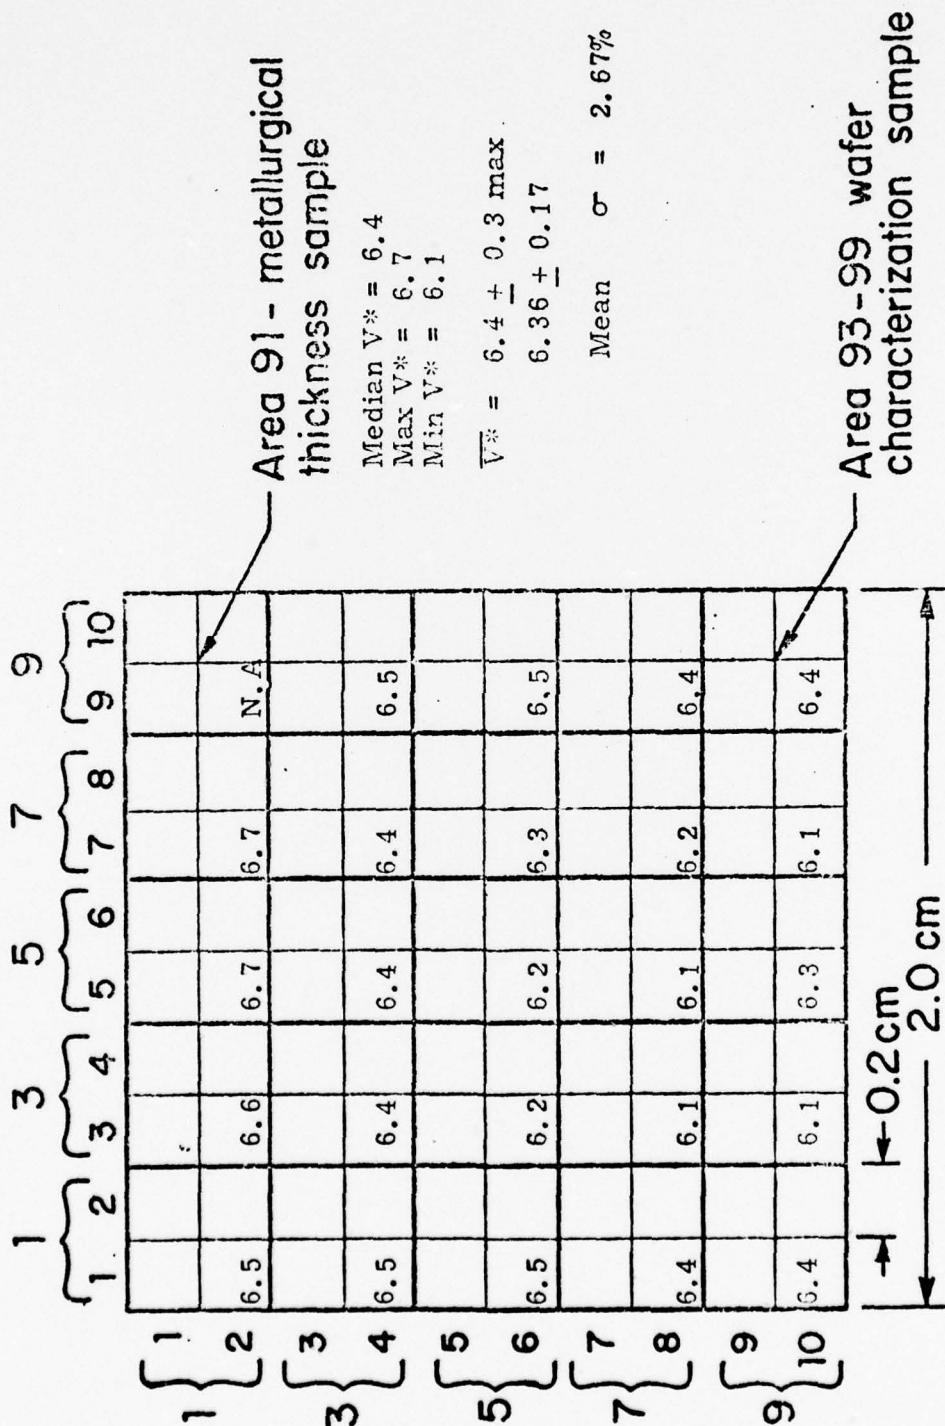 1 3 5 7 9
1 2 3 4 5 6 7 8 9 10
1 1
2 6.5 6.6 6.7 6.7 N.A
3 3
4 6.5 6.4 6.4 6.4 6.5
5 5
6 6.5 6.2 6.2 6.3 6.5
7 7
8 6.4 6.1 6.1 6.2 6.4
9 9
10 6.4 6.1 6.3 6.1 6.4
0.2cm
2.0 cm
Area 91 - metallurgical
thickness sample
Median V* = 6.4
Max V* = 6.7
Min V* = 6.1
V̅* = 6.4 ± 0.3 max
6.36 ± 0.17
Mean σ = 2.67%
Area 93-99 wafer
characterization sample